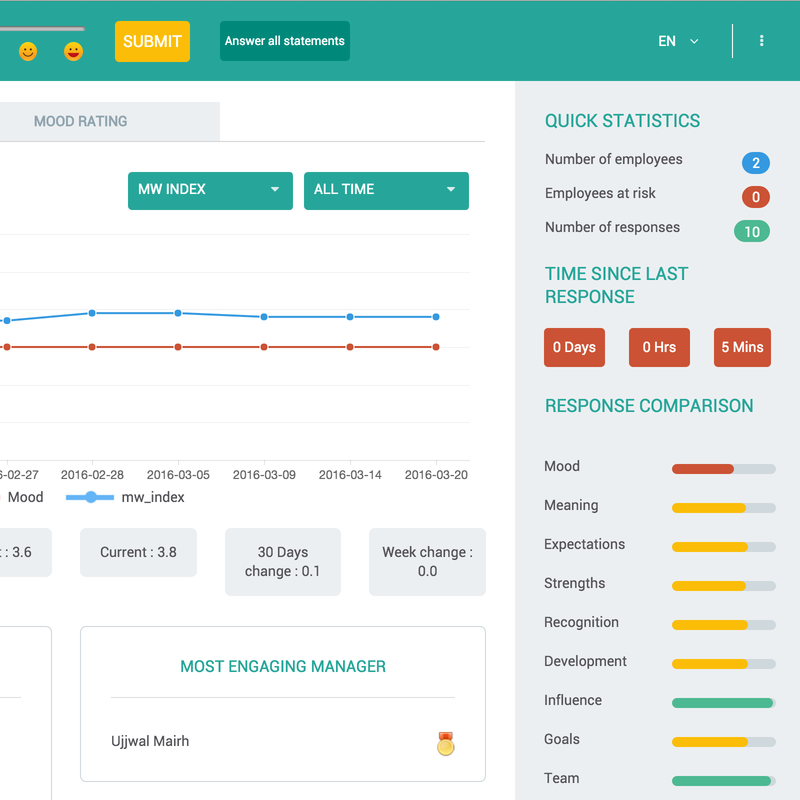 SUBMIT
Answer all statements
EN
MOOD RATING
MW INDEX
ALL TIME
2016-02-28
2016-03-05
2016-03-09
2016-03-14
2016-03-20
Mood
mw_index
: 3.6
Current : 3.8
30 Days
change : 0.1
Week change :
0.0
MOST ENGAGING MANAGER
Ujjwal Mairh
QUICK STATISTICS
Number of employees
2
Employees at risk
0
Number of responses
10
TIME SINCE LAST
RESPONSE
0 Days
0 Hrs
5 Mins
RESPONSE COMPARISON
Mood
Meaning
Expectations
Strengths
Recognition
Development
Influence
Goals
Team